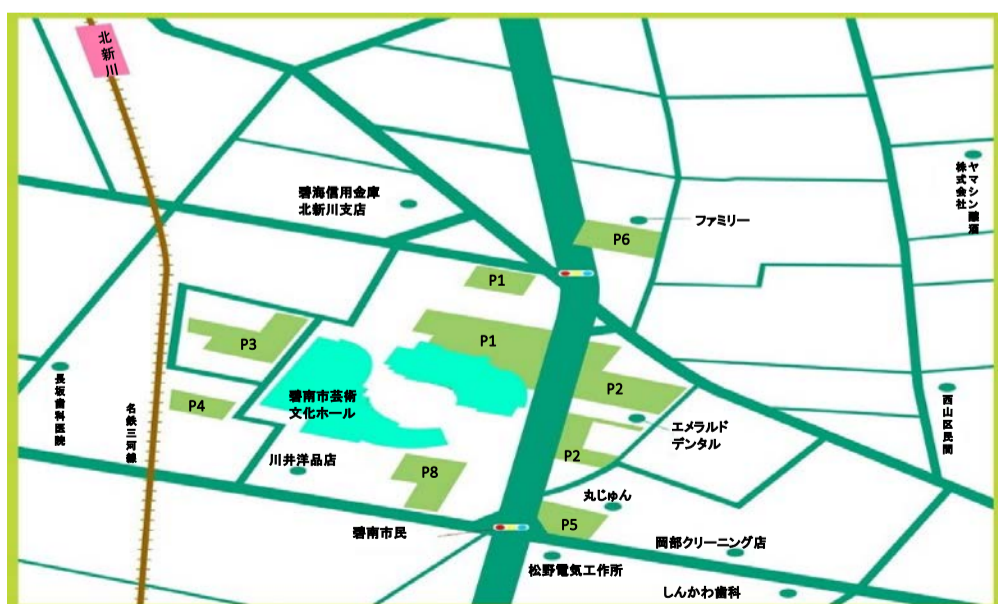 北新川
碧海信用金庫
北新川支店
ヤマシン醸酒
株式会社
ファミリー
P6
P1
P1
P3
P2
碧南市芸術
文化ホール
P4
エメラルド
デンタル
長坂歯科医院
名鉄三河線
西山区民間
川井洋品店
P8
P2
丸じゅん
碧南市民
P5
岡部クリーニング店
松野電気工作所
しんかわ歯科